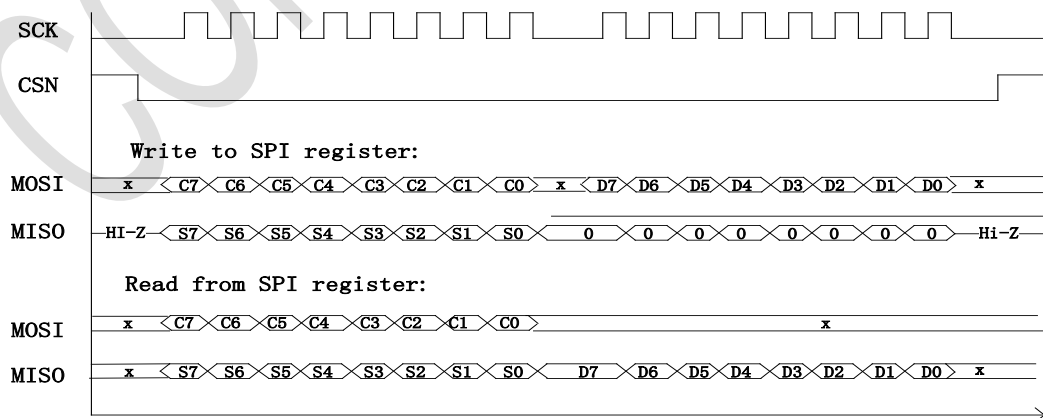 SCK
CSN
Write to SPI register:
MOSI x C7 C6 C5 C4 C3 C2 C1 C0 x D7 D6 D5 D4 D3 D2 D1 D0 x
MISO HI-Z S7 S6 S5 S4 S3 S2 S1 S0 0 0 0 0 0 0 0 0 Hi-Z
Read from SPI register:
MOSI x C7 C6 C5 C4 C3 C2 C1 C0 x
MISO x S7 S6 S5 S4 S3 S2 S1 S0 D7 D6 D5 D4 D3 D2 D1 D0 x